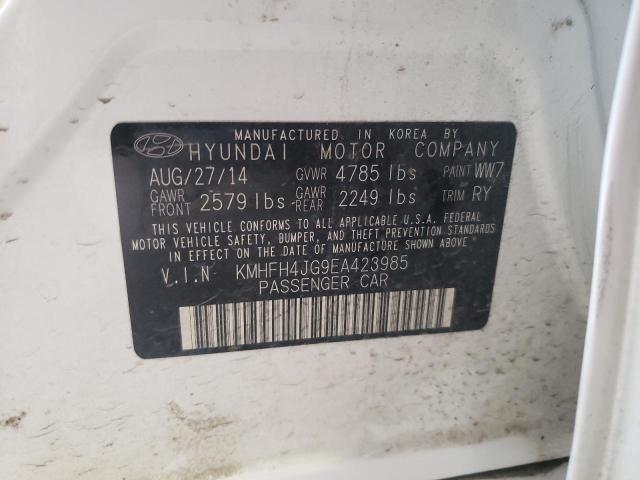 MANUFACTURED IN KOREA BY
HYUNDAI MOTOR COMPANY
AUG/27/14 GVWR 4785 lbs PAINT WW7
GAWR FRONT 2579 lbs GAWR REAR 2249 lbs TRIM RY
THIS VEHICLE CONFORMS TO ALL APPLICABLE U.S.A. FEDERAL
MOTOR VEHICLE SAFETY, BUMPER, AND THEFT PREVENTION STANDARDS
IN EFFECT ON THE DATE OF MANUFACTURE SHOWN ABOVE
V.I.N KMHFH4JG9EA423985
PASSENGER CAR